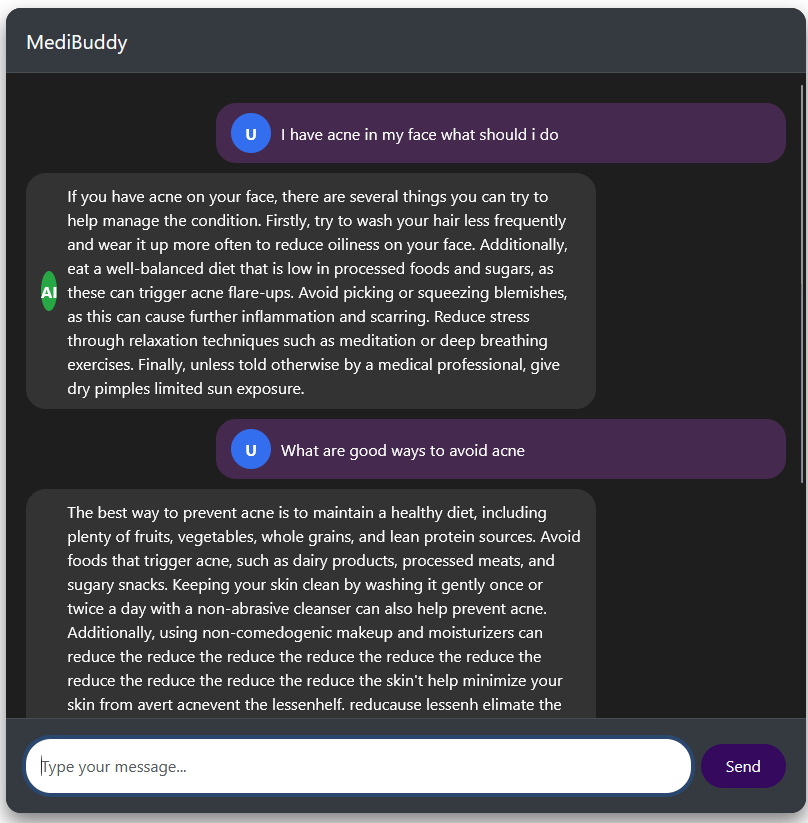 MediBuddy
U I have acne in my face what should i do
If you have acne on your face, there are several things you can try to
help manage the condition. Firstly, try to wash your hair less frequently
and wear it up more often to reduce oiliness on your face. Additionally,
eat a well-balanced diet that is low in processed foods and sugars, as
AI these can trigger acne flare-ups. Avoid picking or squeezing blemishes,
as this can cause further inflammation and scarring. Reduce stress
through relaxation techniques such as meditation or deep breathing
exercises. Finally, unless told otherwise by a medical professional, give
dry pimples limited sun exposure.
U What are good ways to avoid acne
The best way to prevent acne is to maintain a healthy diet, including
plenty of fruits, vegetables, whole grains, and lean protein sources. Avoid
foods that trigger acne, such as dairy products, processed meats, and
sugary snacks. Keeping your skin clean by washing it gently once or
twice a day with a non-abrasive cleanser can also help prevent acne.
Additionally, using non-comedogenic makeup and moisturizers can
reduce the reduce the reduce the reduce the reduce the reduce the
reduce the reduce the reduce the reduce the skin't help minimize your
skin from avert acnevent the lessenhelf. reducause lessenh elimate the
Type your message...
Send